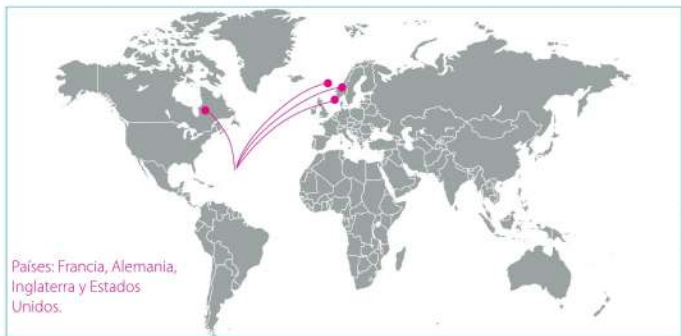 Países: Francia, Alemania,
Inglaterra y Estados
Unidos.